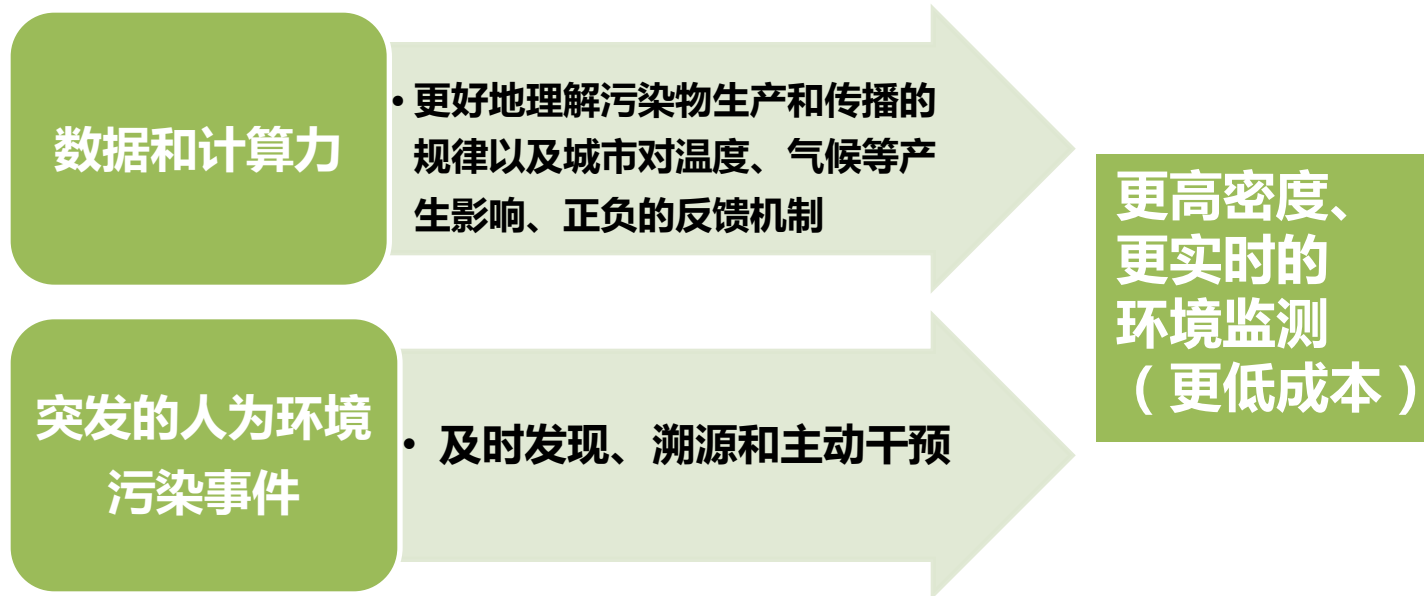 数据和计算力
• 更好地理解污染物生产和传播的
规律以及城市对温度、气候等产
生影响、正负的反馈机制
突发的人为环境
污染事件
• 及时发现、溯源和主动干预
更高密度、
更实时的
环境监测
（更低成本）